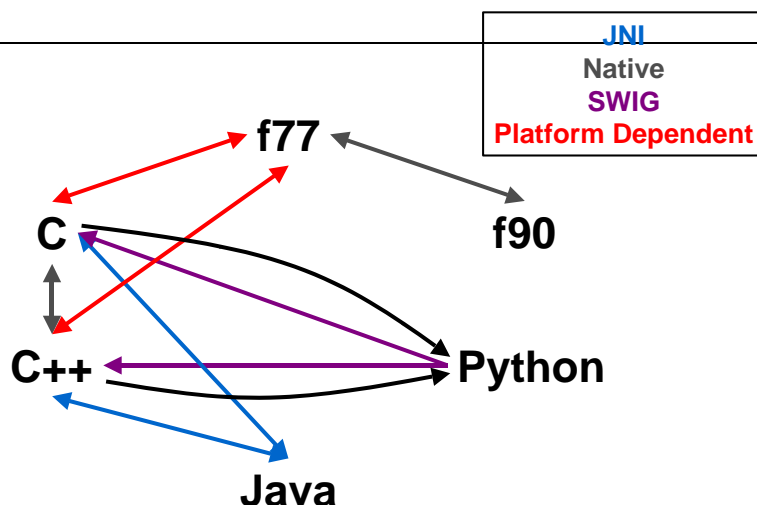 JNI
Native
SWIG
Platform Dependent
f77
C
f90
C++
Python
Java